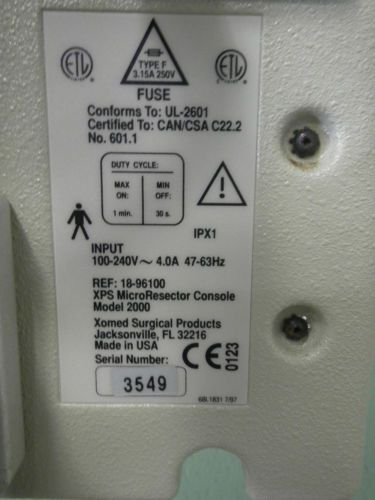 ETL
TYPE F
3.15A 250V
ETL
FUSE
Conforms To: UL-2601
Certified To: CAN/CSA C22.2
No. 601.1
DUTY CYCLE:
MAX ON: MIN OFF:
1 min. 30 s.
IPX1
INPUT
100-240V ~ 4.0A 47-63Hz
REF: 18-96100
XPS MicroResector Console
Model 2000
Xomed Surgical Products
Jacksonville, FL 32216
Made in USA
Serial Number:
CE 0123
3549
68L1831 7/97